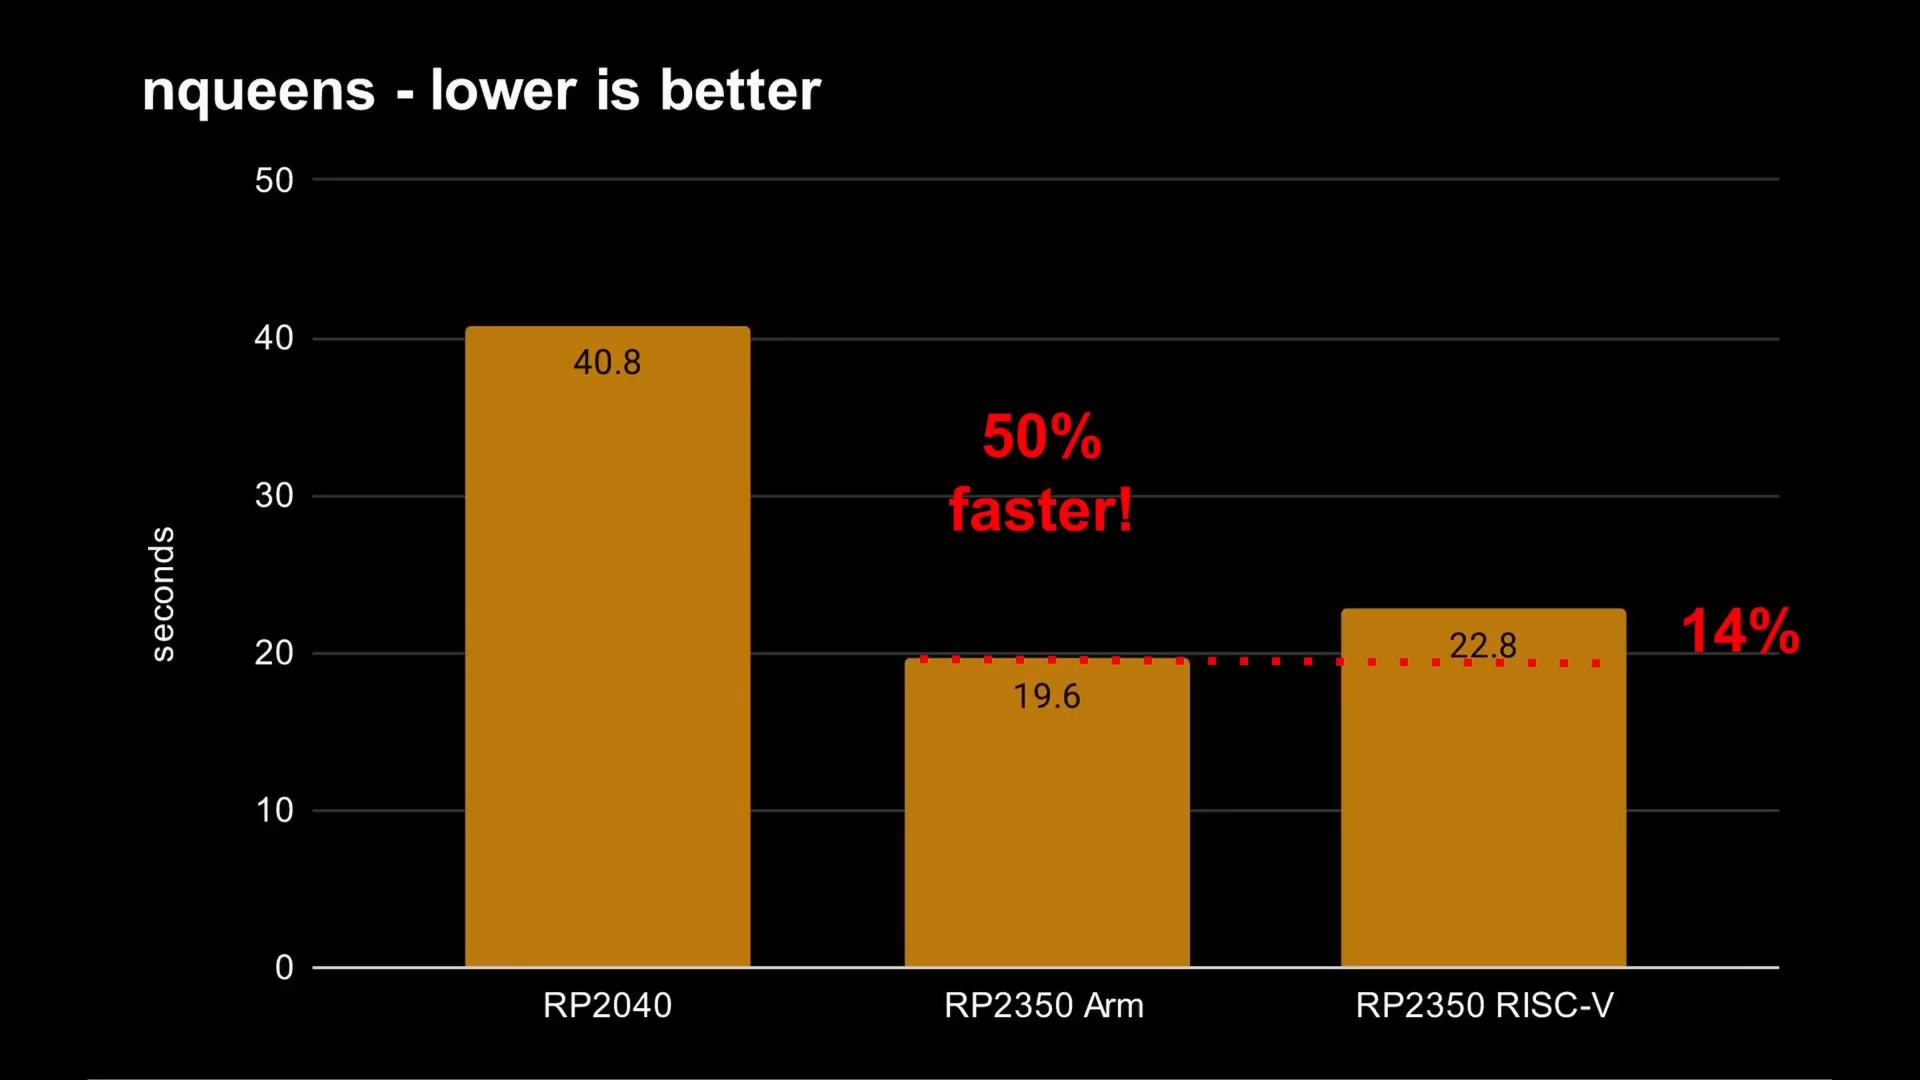 nqueens - lower is better
50
40
30
20
10
0
seconds
40.8
50%
faster!
19.6
22.8
14%
RP2040
RP2350 Arm
RP2350 RISC-V